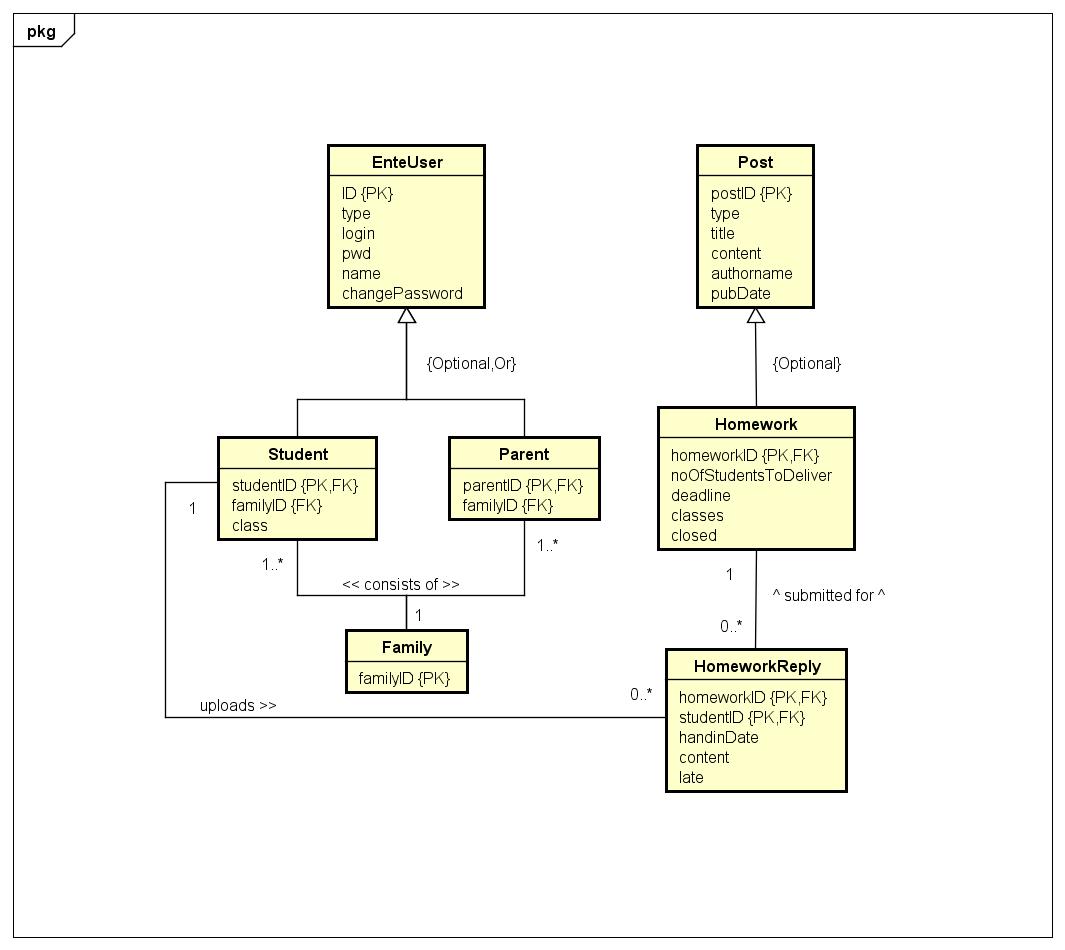 pkg
EnteUser
ID {PK}
type
login
pwd
name
changePassword
Post
postID {PK}
type
title
content
authorname
pubDate
{Optional,Or}
{Optional}
Student
studentID {PK,FK}
familyID {FK}
class
Parent
parentID {PK,FK}
familyID {FK}
Homework
homeworkID {PK,FK}
noOfStudentsToDeliver
deadline
classes
closed
1
1..*
1..*
<< consists of >>
1
Family
familyID {PK}
1
^ submitted for ^
0..*
uploads >>
0..*
HomeworkReply
homeworkID {PK,FK}
studentID {PK,FK}
handinDate
content
late